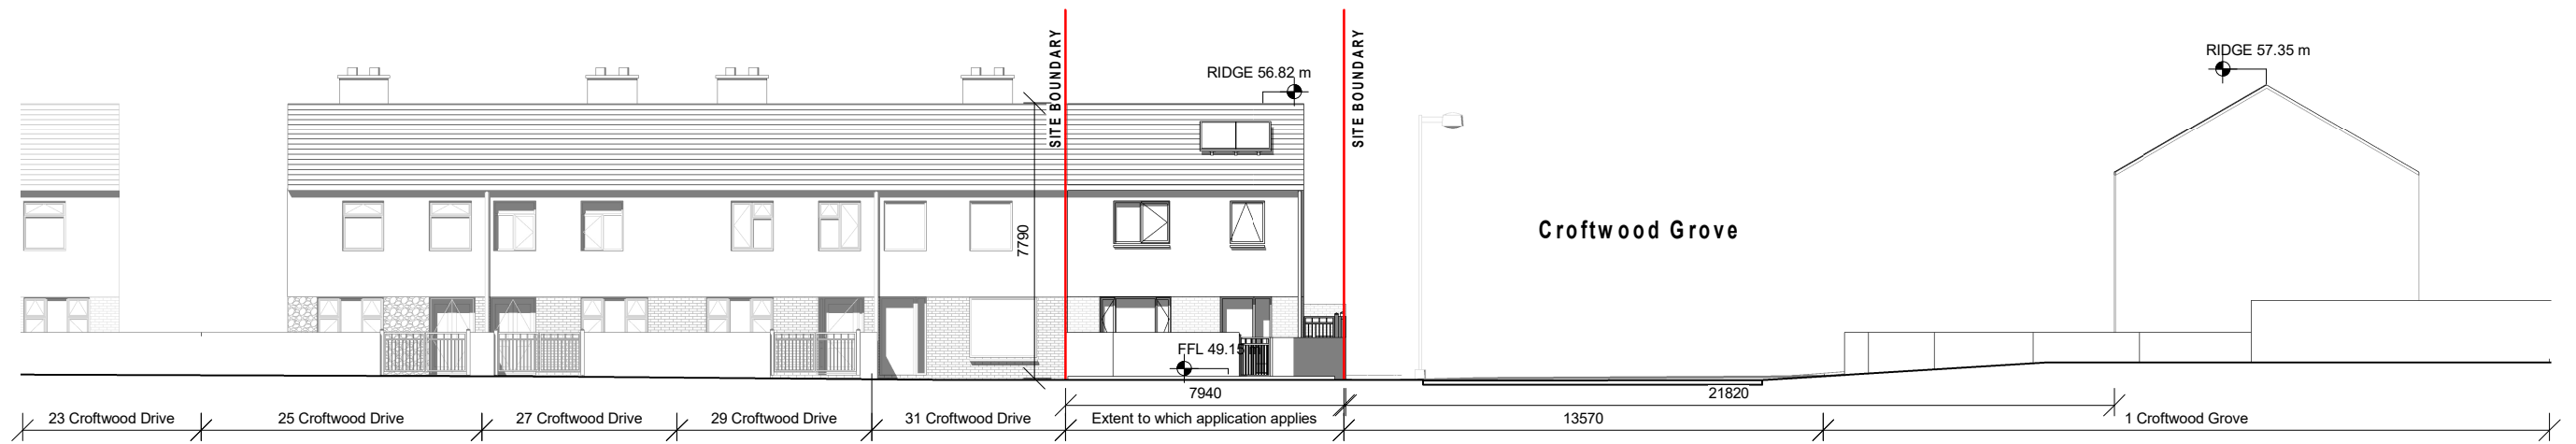 SITE BOUNDARY
SITE BOUNDARY
RIDGE 56.82 m
RIDGE 57.35 m
7790
Croftwood Grove
FFL 49.15 m
7940
21820
23 Croftwood Drive
25 Croftwood Drive
27 Croftwood Drive
29 Croftwood Drive
31 Croftwood Drive
Extent to which application applies
13570
1 Croftwood Grove